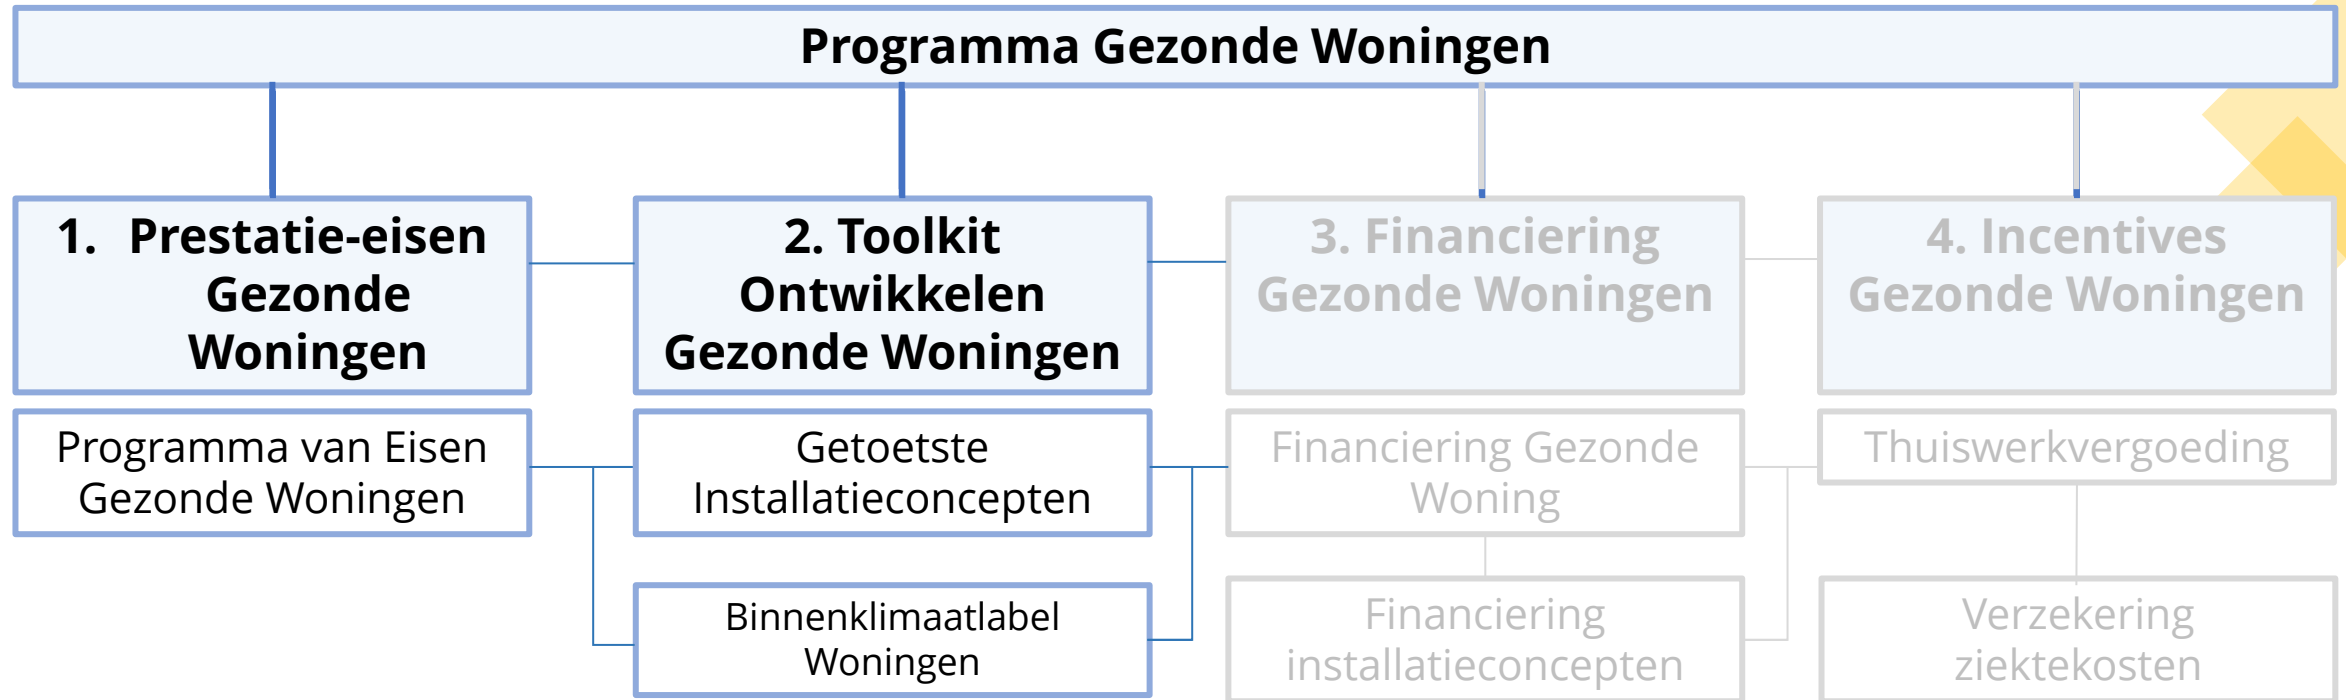 Programma Gezonde Woningen
1. Prestatie-eisen
Gezonde
Woningen
2. Toolkit
Ontwikkelen
Gezonde Woningen
3. Financiering
Gezonde Woningen
4. Incentives
Gezonde Woningen
Programma van Eisen
Gezonde Woningen
Getoetste
Installatieconcepten
Financiering Gezonde
Woning
Thuiswerkvergoeding
Binnenklimaatlabel
Woningen
Financiering
installatieconcepten
Verzekering
ziektekosten